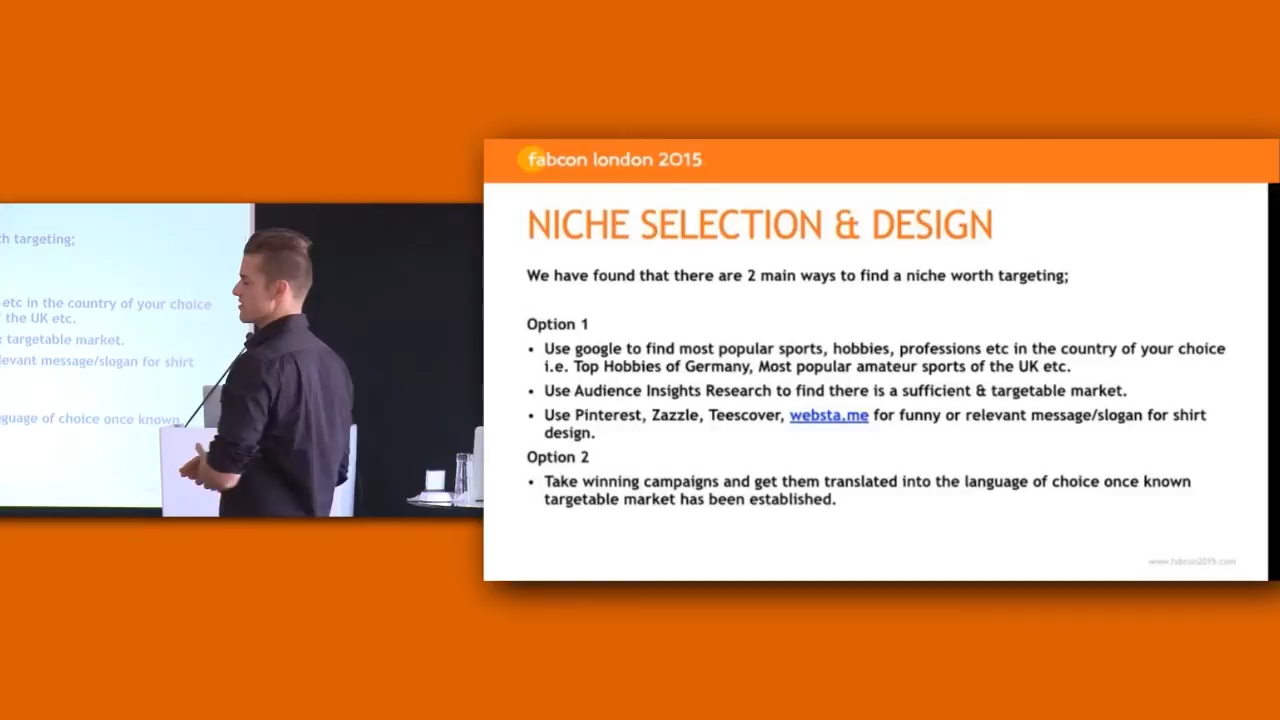 th targeting;
etc in the country of your choice
the UK etc.
targetable market.
levant message/slogan for shirt
guage of choice once known
fabcon london 2015
NICHE SELECTION & DESIGN
We have found that there are 2 main ways to find a niche worth targeting;
Option 1
• Use google to find most popular sports, hobbies, professions etc in the country of your choice
i.e. Top Hobbies of Germany, Most popular amateur sports of the UK etc.
• Use Audience Insights Research to find there is a sufficient & targetable market.
• Use Pinterest, Zazzle, Teescover, websta.me for funny or relevant message/slogan for shirt
design.
Option 2
• Take winning campaigns and get them translated into the language of choice once known
targetable market has been established.
www.fabcon2015.com